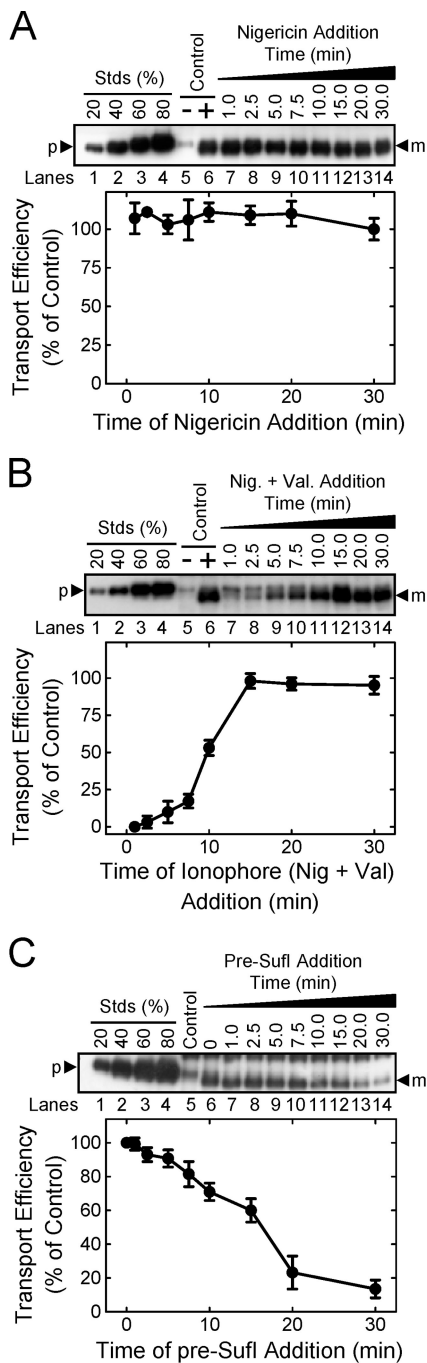 A
Nigericin Addition
Time (min)
Stds (%)
Control
20 40 60 80 - + 1.0 2.5 5.0 7.5 10.0 15.0 20.0 30.0
p m
Lanes 1 2 3 4 5 6 7 8 9 10 11 12 13 14
Transport Efficiency
(% of Control)
100
75
50
25
0
0 10 20 30
Time of Nigericin Addition (min)
B
Nig. + Val. Addition
Time (min)
Stds (%)
Control
20 40 60 80 - + 1.0 2.5 5.0 7.5 10.0 15.0 20.0 30.0
p m
Lanes 1 2 3 4 5 6 7 8 9 10 11 12 13 14
Transport Efficiency
(% of Control)
100
75
50
25
0
0 10 20 30
Time of Ionophore (Nig + Val)
Addition (min)
C
Pre-Sufl Addition
Time (min)
Stds (%)
Control
20 40 60 80 0 1.0 2.5 5.0 7.5 10.0 15.0 20.0 30.0
p m
Lanes 1 2 3 4 5 6 7 8 9 10 11 12 13 14
Transport Efficiency
(% of Control)
100
80
60
40
20
0
0 10 20 30
Time of pre-Sufl Addition (min)